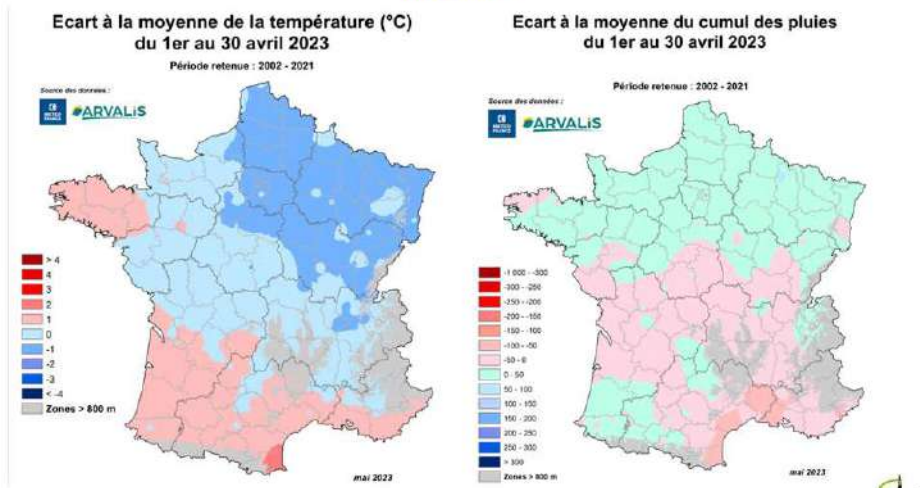 Ecart à la moyenne de la température (°C)
du 1er au 30 avril 2023
Période retenue : 2002 - 2021
Source des données :
METEO
FRANCE
ARVALIS
> 4
4
3
2
1
0
-1
-2
-3
< -4
Zones > 800 m
mai 2023
Ecart à la moyenne du cumul des pluies
du 1er au 30 avril 2023
Période retenue : 2002 - 2021
Source des données :
METEO
FRANCE
ARVALIS
-1 000 - -300
-300 - -250
-250 - -200
-200 - -150
-150 - -100
-100 - -50
-50 - 0
0 - 50
50 - 100
100 - 150
150 - 200
200 - 250
250 - 300
> 300
Zones > 800 m
mai 2023